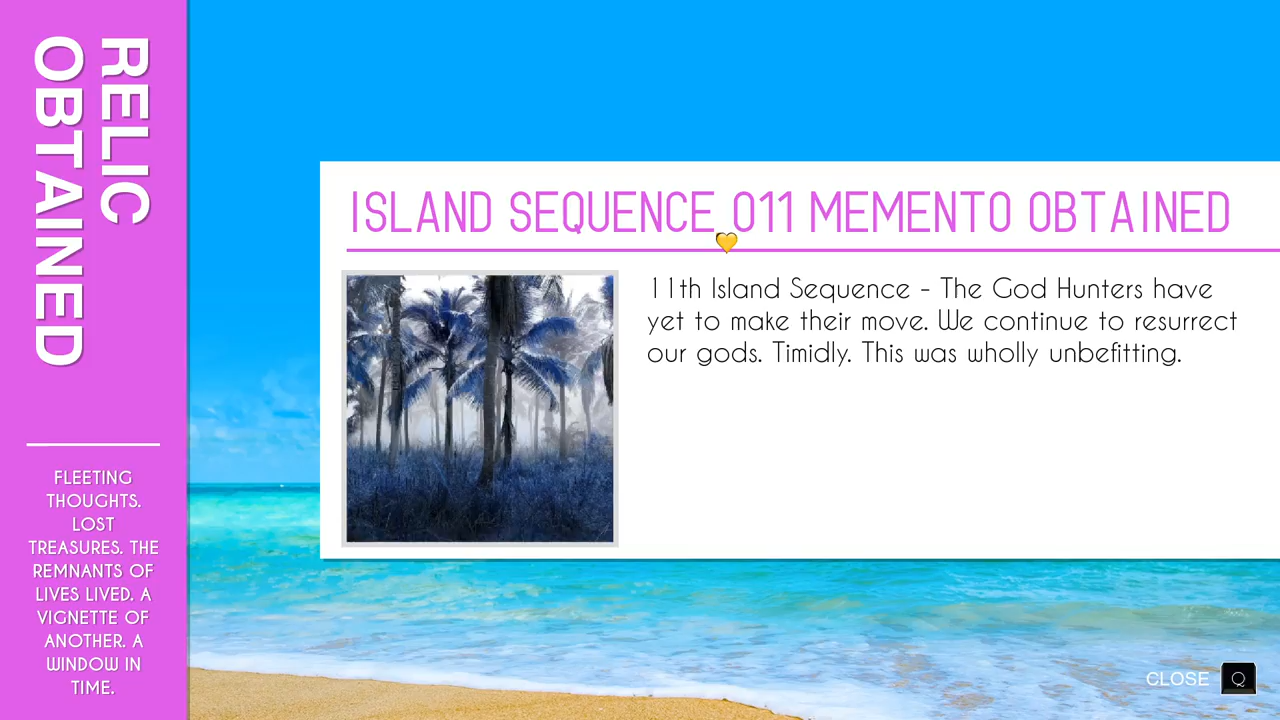 RELIC
OBTAINED
FLEETING
THOUGHTS.
LOST
TREASURES. THE
REMNANTS OF
LIVES LIVED. A
VIGNETTE OF
ANOTHER. A
WINDOW IN
TIME.
ISLAND SEQUENCE 011 MEMENTO OBTAINED
11th Island Sequence - The God Hunters have
yet to make their move. We continue to resurrect
our gods. Timidly. This was wholly unbefitting.
CLOSE Q